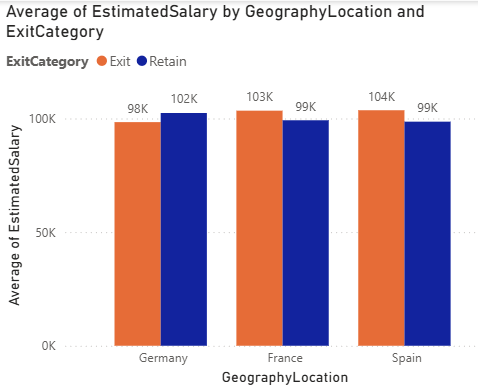 Average of EstimatedSalary by GeographyLocation and
ExitCategory
ExitCategory Exit Retain
98K 102K 103K 99K 104K 99K
100K
50K
0K
Average of EstimatedSalary
Germany France Spain
GeographyLocation